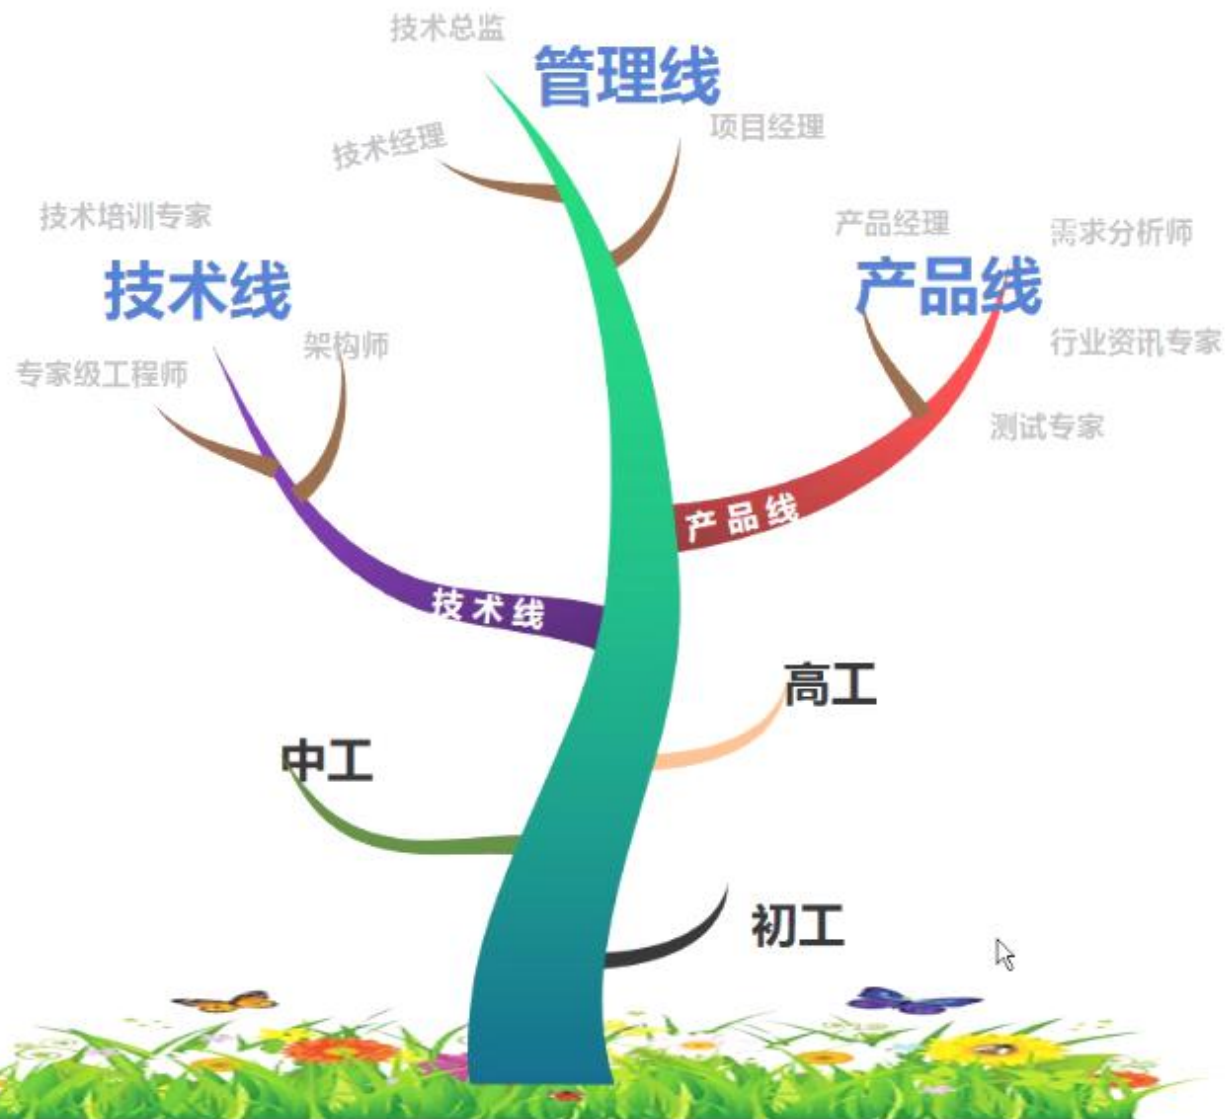 技术总监
管理线
技术经理
项目经理
技术培训专家
产品经理
需求分析师
技术线
产品线
架构师
行业资讯专家
专家级工程师
测试专家
产品线
技术线
高工
中工
初工